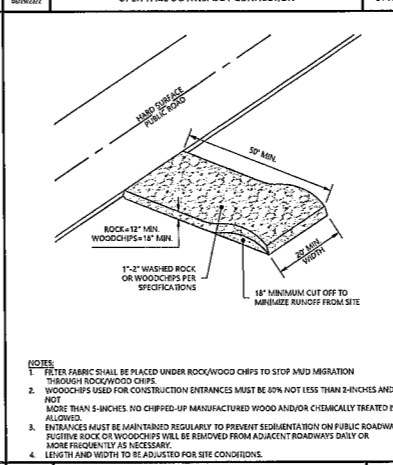 HARD SURFACE
PUBLIC ROAD
50' MIN.
ROCK=12" MIN.
WOODCHIPS=18" MIN.
20' MIN.
WIDTH
1"-2" WASHED ROCK
OR WOODCHIPS PER
SPECIFICATIONS
18" MINIMUM CUT OFF TO
MINIMIZE RUNOFF FROM SITE
NOTES:
1. FILTER FABRIC SHALL BE PLACED UNDER ROCK/WOOD CHIPS TO STOP MUD MIGRATION
THROUGH ROCK/WOOD CHIPS.
2. WOODCHIPS USED FOR CONSTRUCTION ENTRANCES MUST BE 80% NOT LESS THAN 2-INCHES AND
NOT
MORE THAN 5-INCHES. NO CHIPPED-UP MANUFACTURED WOOD AND/OR CHEMICALLY TREATED IS
ALLOWED.
3. ENTRANCES MUST BE MAINTAINED REGULARLY TO PREVENT SEDIMENTATION ON PUBLIC ROADWA
FUGITIVE ROCK OR WOODCHIPS WILL BE REMOVED FROM ADJACENT ROADWAYS DAILY OR
MORE FREQUENTLY AS NECESSARY.
4. LENGTH AND WIDTH TO BE ADJUSTED FOR SITE CONDITIONS.